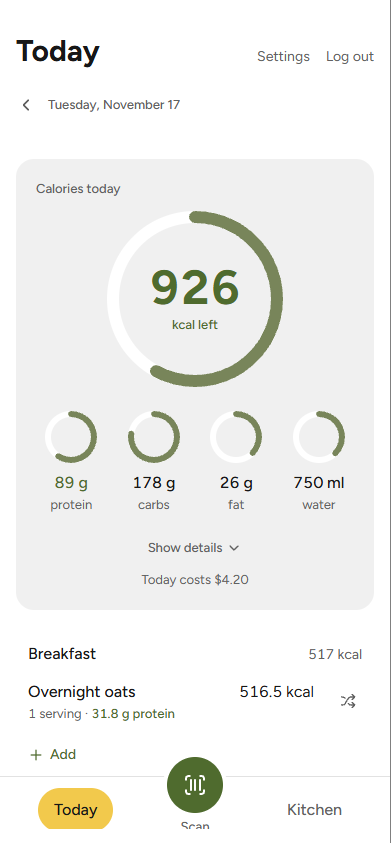 Today
Settings Log out
Tuesday, November 17
Calories today
926
kcal left
89 g 178 g 26 g 750 ml
protein carbs fat water
Show details
Today costs $4.20
Breakfast 517 kcal
Overnight oats 516.5 kcal
1 serving · 31.8 g protein
+ Add
Today Scan Kitchen